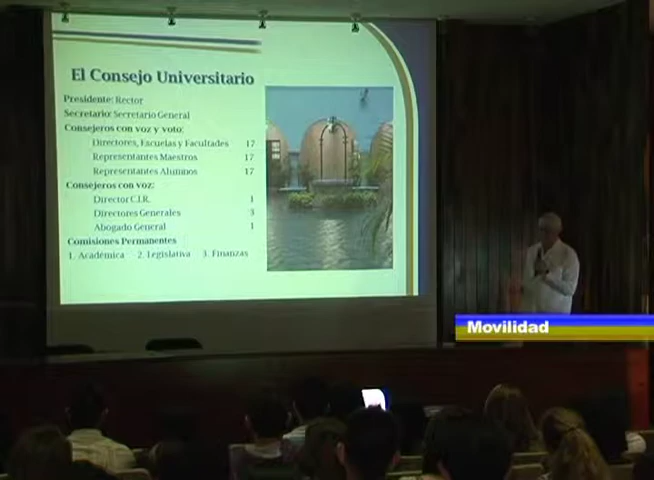 El Consejo Universitario
Presidente: Rector
Secretario: Secretario General
Consejeros con voz y voto:
Directores, Escuelas y Facultades 17
Representantes Maestros 17
Representantes Alumnos 17
Consejeros con voz:
Director C.I.R. 1
Directores Generales 3
Abogado General 1
Comisiones Permanentes
1. Académica 2. Legislativa 3. Finanzas
Movilidad